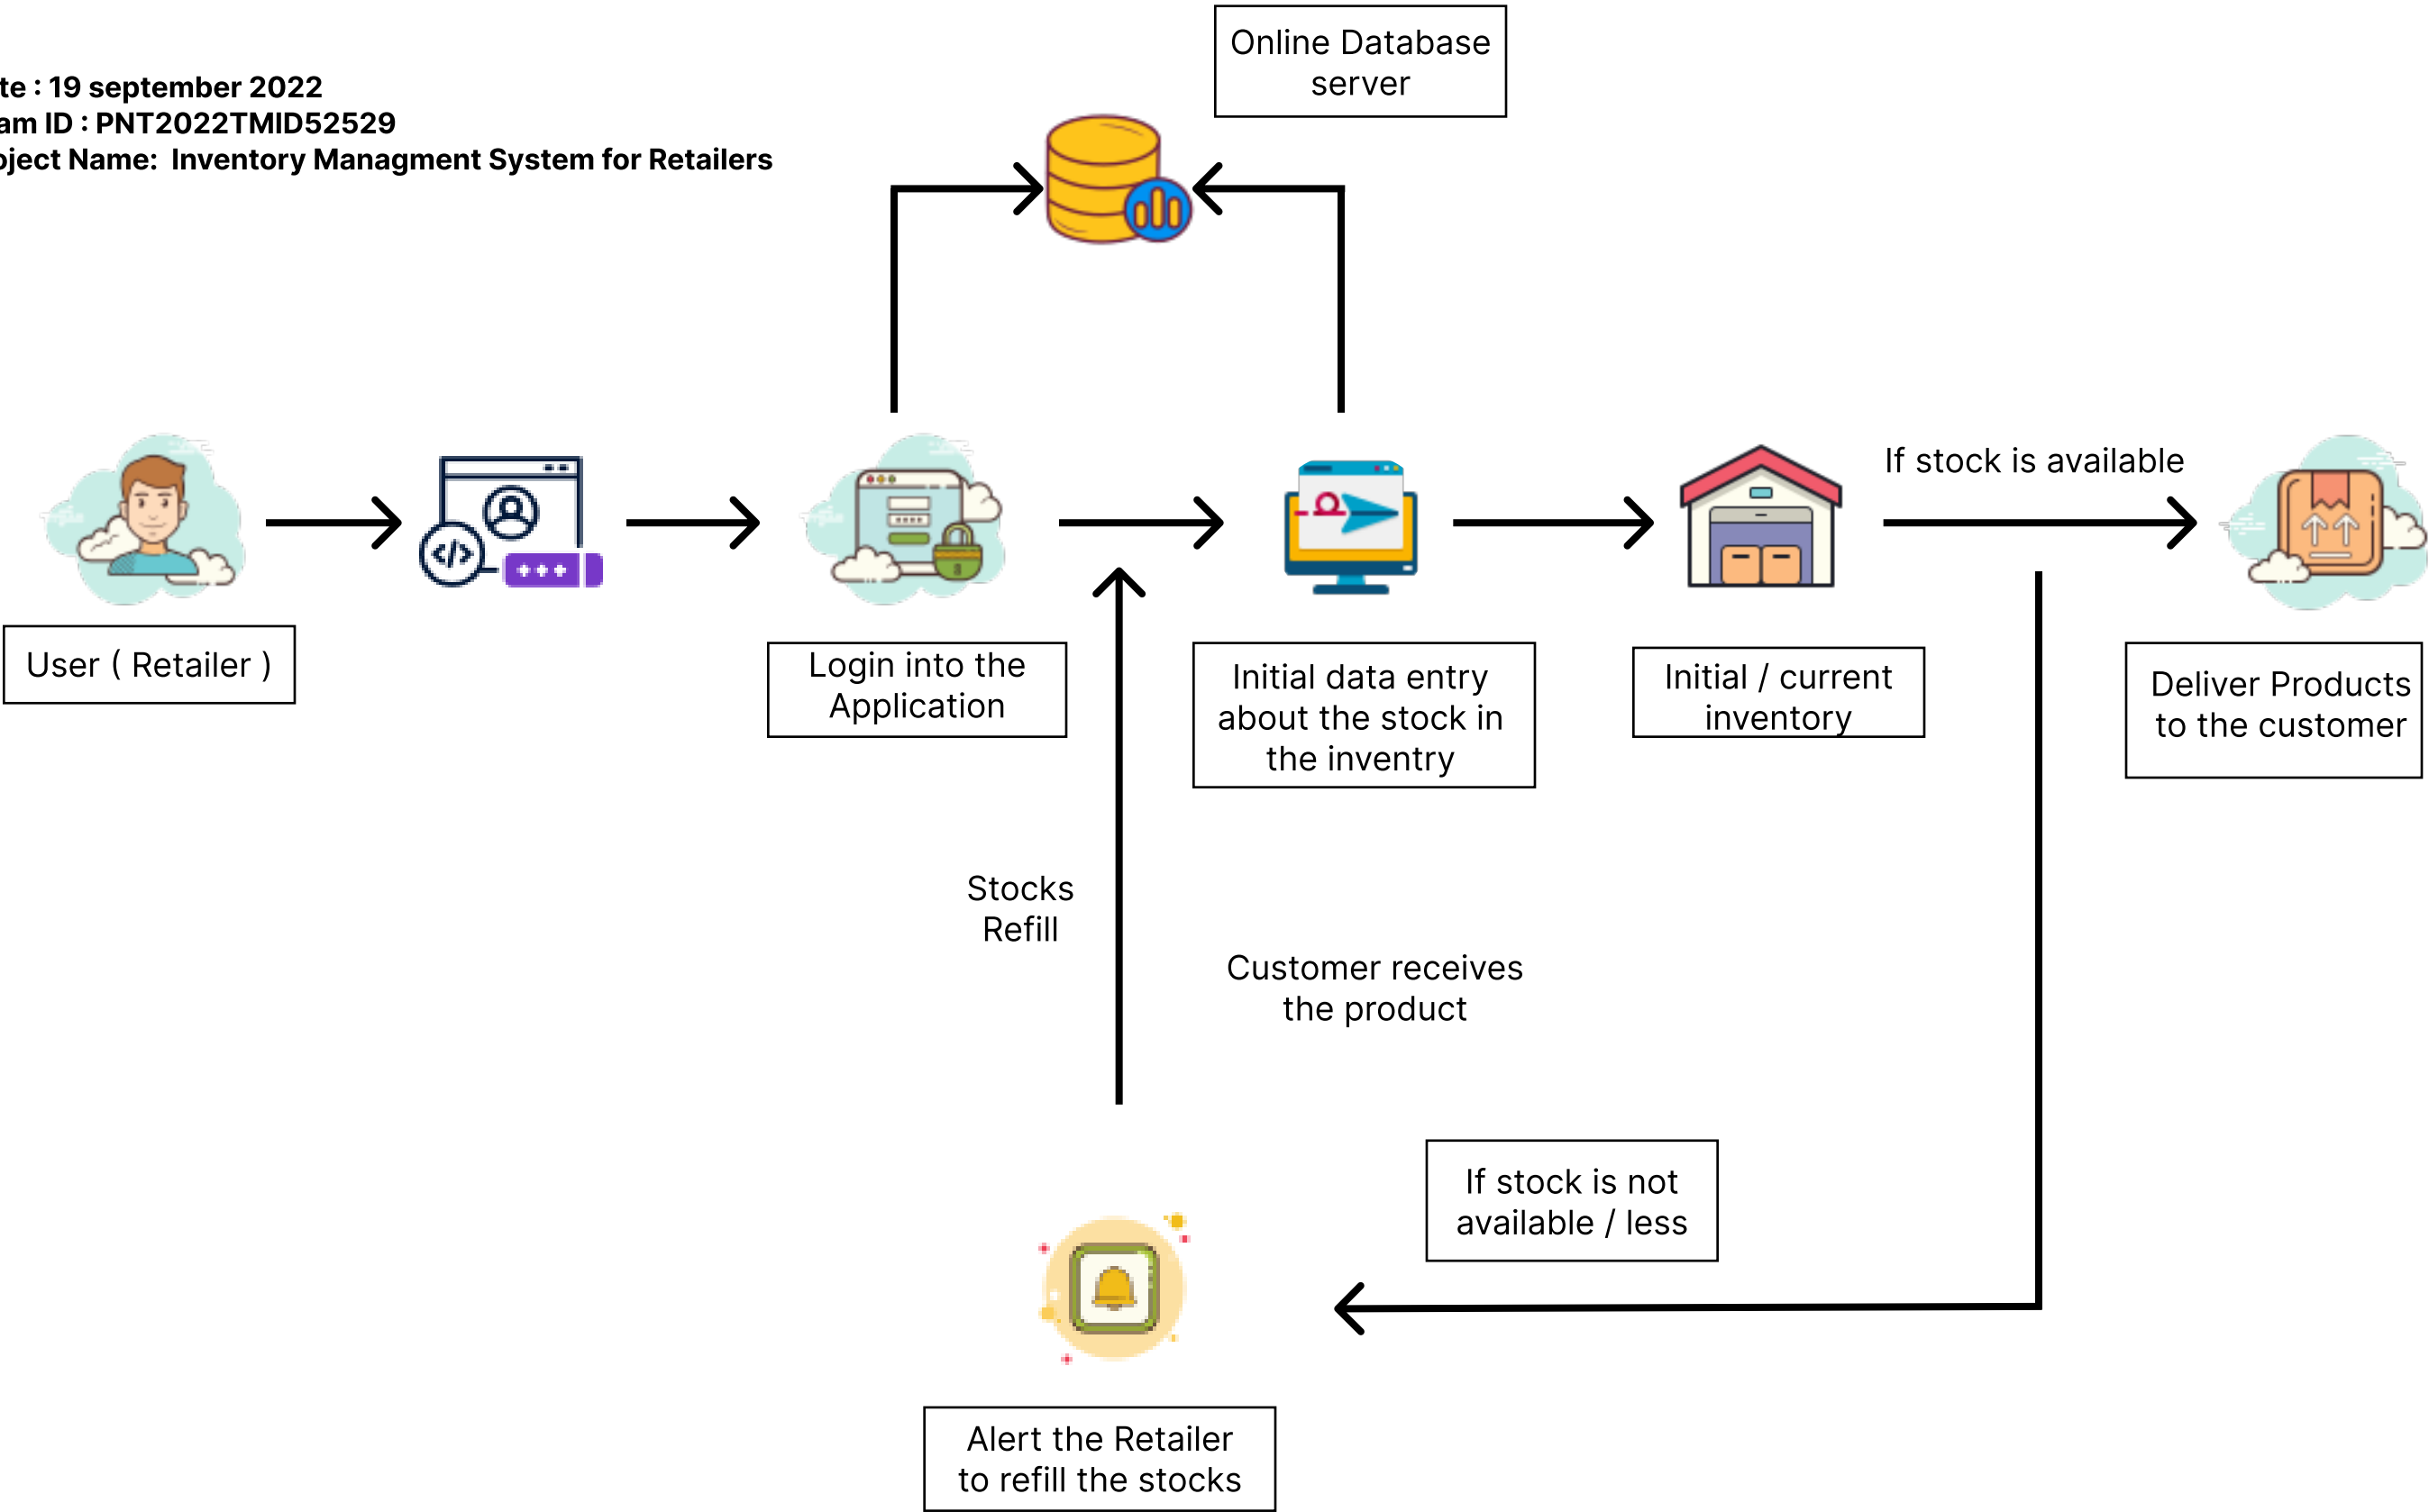 Online Database
server
te : 19 september 2022
am ID : PNT2022TMID52529
oject Name:  Inventory Managment System for Retailers
If stock is available
User ( Retailer )
Login into the
Application
Initial data entry
about the stock in
the inventry
Initial / current
inventory
Deliver Products
to the customer
Stocks
Refill
Customer receives
the product
If stock is not
available / less
Alert the Retailer
to refill the stocks